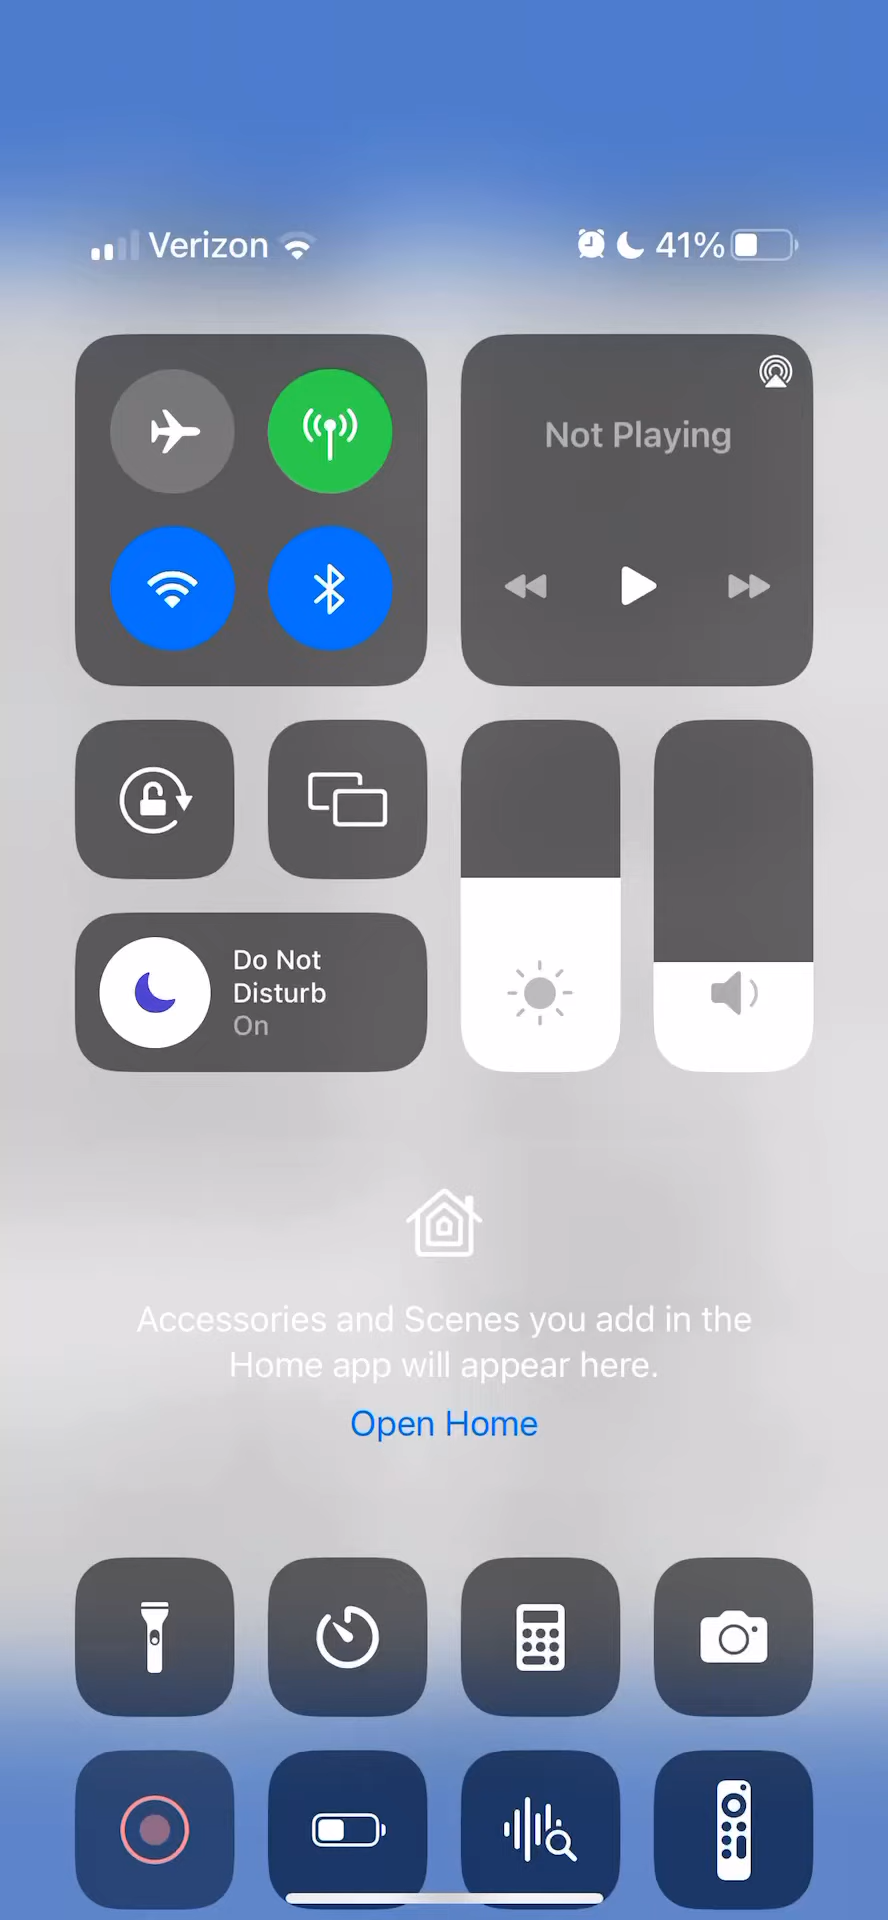 Verizon 41%
Not Playing
Do Not
Disturb
On
Accessories and Scenes you add in the
Home app will appear here.
Open Home